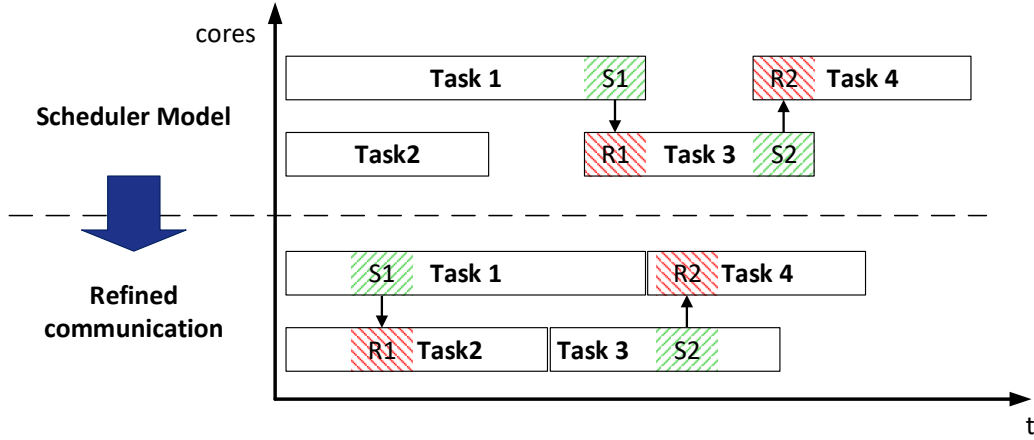 cores
Task 1 S1 R2 Task 4
Scheduler Model
Task2 R1 Task 3 S2
S1 Task 1 R2 Task 4
Refined
communication
R1 Task2 Task 3 S2
t